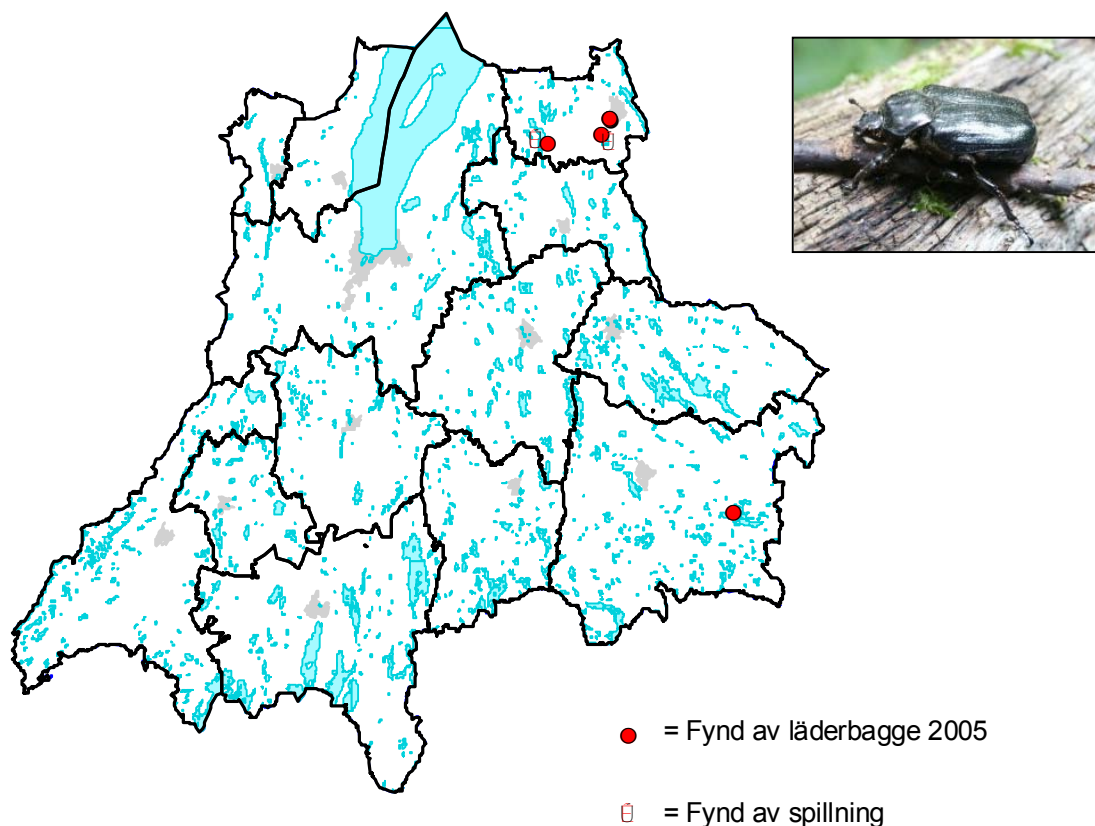 = Fynd av läderbagge 2005
= Fynd av spillning